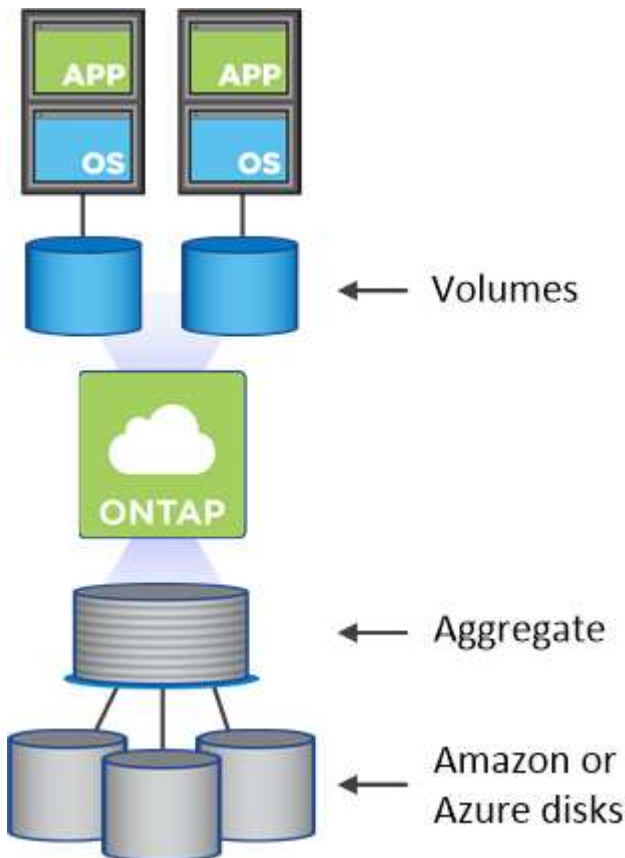 APP APP
OS OS
Volumes
ONTAP
Aggregate
Amazon or
Azure disks